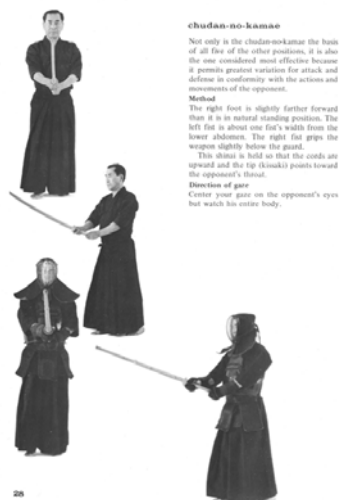 chudan-no-kamae
Not only is the chudan-no-kamae the basis
of all five of the other positions, it is also
the one considered most effective because
it permits greatest variation for attack and
defense in conformity with the actions and
movements of the opponent.
Method
The right foot is slightly farther forward
than it is in natural standing position. The
left fist is about one fist's width from the
lower abdomen. The right fist grips the
weapon slightly below the guard.
This shinai is held so that the cords are
upward and the tip (kissaki) points toward
the opponent's throat.
Direction of gaze
Center your gaze on the opponent's eyes
but watch his entire body.
28